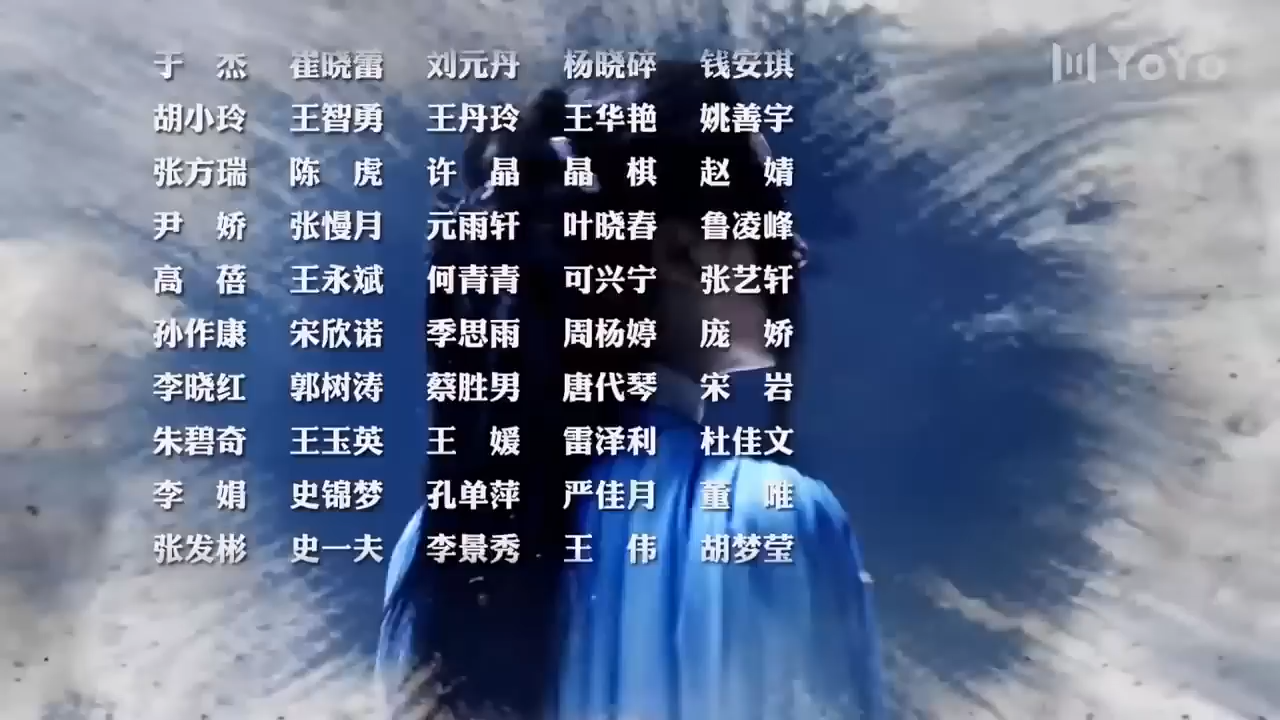 于 杰 崔晓蕾 刘元丹 杨晓碎 钱安琪
胡小玲 王智勇 王丹玲 王华艳 姚善宇
张方瑞 陈 虎 许 晶 晶 棋 赵 婧
尹 娇 张慢月 元雨轩 叶晓春 鲁凌峰
高 蓓 王永斌 何青青 可兴宁 张艺轩
孙作康 宋欣诺 季思雨 周杨婷 庞 娇
李晓红 郭树涛 蔡胜男 唐代琴 宋 岩
朱碧奇 王玉英 王 媛 雷泽利 杜佳文
李 娟 史锦梦 孔单萍 严佳月 董 唯
张发彬 史一夫 李景秀 王 伟 胡梦莹
YoYo